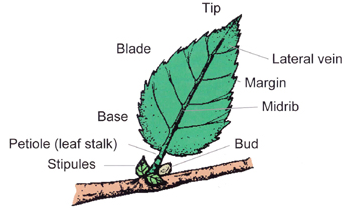 Tip
Blade
Lateral vein
Margin
Midrib
Base
Petiole (leaf stalk)
Bud
Stipules